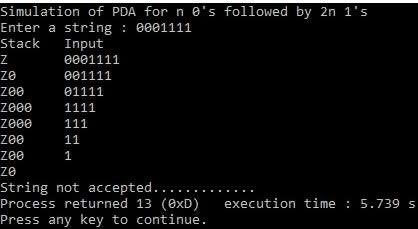 Simulation of PDA for n 0's followed by 2n 1's
Enter a string : 0001111
Stack Input
Z 0001111
Z0 001111
Z00 01111
Z000 1111
Z000 111
Z00 11
Z00 1
Z0
String not accepted.............
Process returned 13 (0xD) execution time : 5.739 s
Press any key to continue.